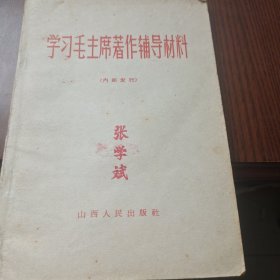 学习毛主席著作辅导材料
（内部发行）
张学斌
山西人民出版社